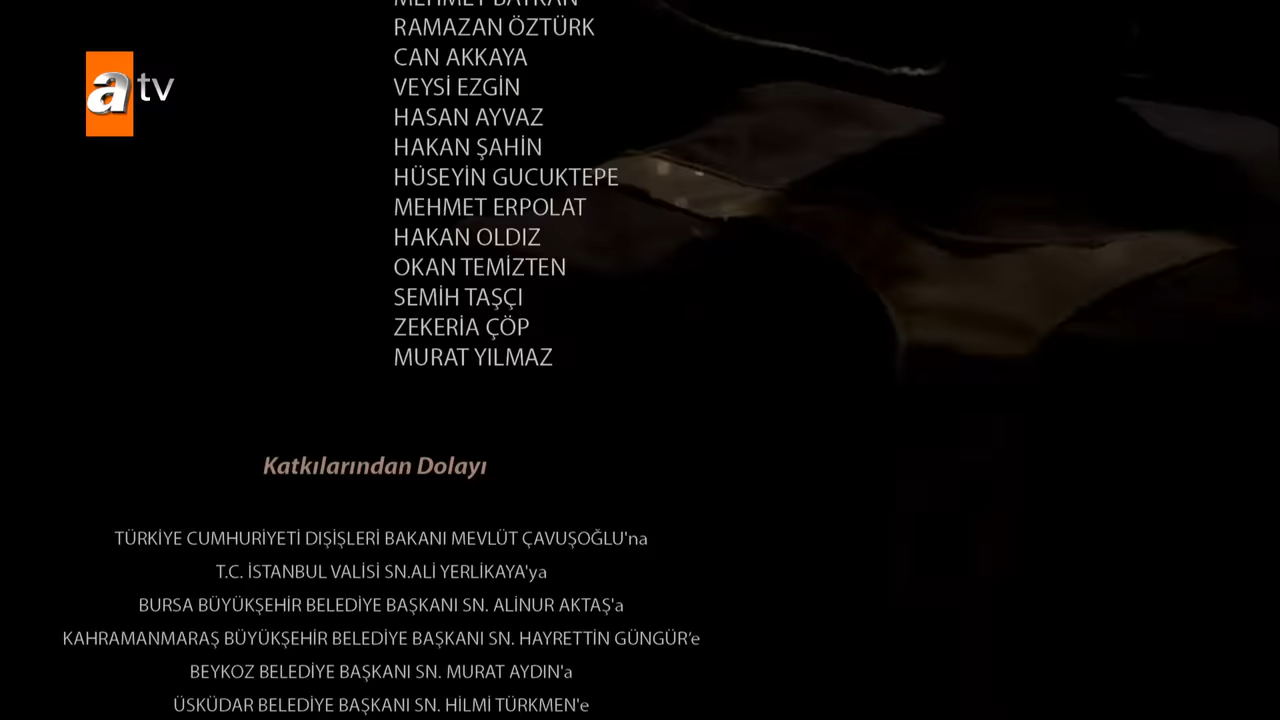 MEHMET BAYKAN
RAMAZAN ÖZTÜRK
atv
CAN AKKAYA
VEYSİ EZGİN
HASAN AYVAZ
HAKAN ŞAHİN
HÜSEYİN GUCUKTEPE
MEHMET ERPOLAT
HAKAN OLDIZ
OKAN TEMİZTEN
SEMİH TAŞÇI
ZEKERİA ÇÖP
MURAT YILMAZ
Katkılarından Dolayı
TÜRKİYE CUMHURİYETİ DIŞİŞLERİ BAKANI MEVLÜT ÇAVUŞOĞLU'na
T.C. İSTANBUL VALİSİ SN.ALİ YERLİKAYA'ya
BURSA BÜYÜKŞEHİR BELEDİYE BAŞKANI SN. ALİNUR AKTAŞ'a
KAHRAMANMARAŞ BÜYÜKŞEHİR BELEDİYE BAŞKANI SN. HAYRETTİN GÜNGÜR’e
BEYKOZ BELEDİYE BAŞKANI SN. MURAT AYDIN'a
ÜSKÜDAR BELEDİYE BAŞKANI SN. HİLMİ TÜRKMEN'e